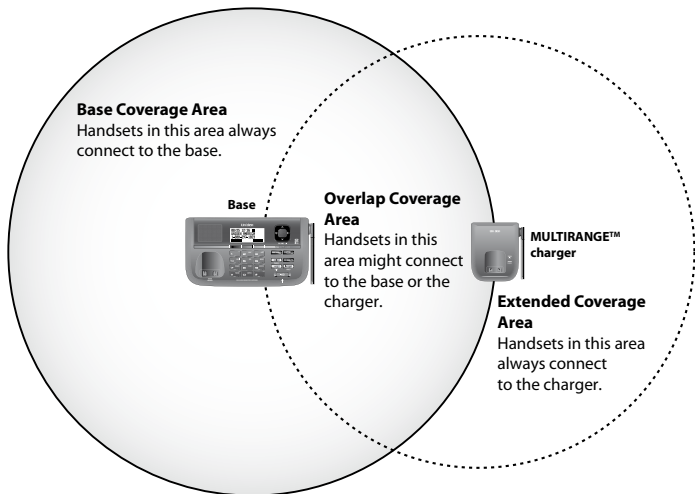 Base Coverage Area
Handsets in this area always
connect to the base.
Base
Overlap Coverage
Area
Handsets in this
area might connect
to the base or the
charger.
MULTIRANGE™
charger
Extended Coverage
Area
Handsets in this area
always connect
to the charger.